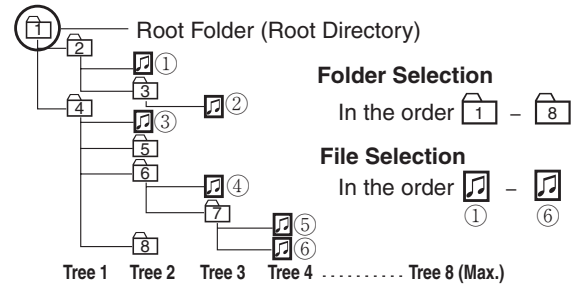 1 Root Folder (Root Directory)
2
①
3
②
4
③
5
6
④
7
⑤
⑥
8
Folder Selection
In the order 1 – 8
File Selection
In the order –
① ⑥
Tree 1 Tree 2 Tree 3 Tree 4 .......... Tree 8 (Max.)